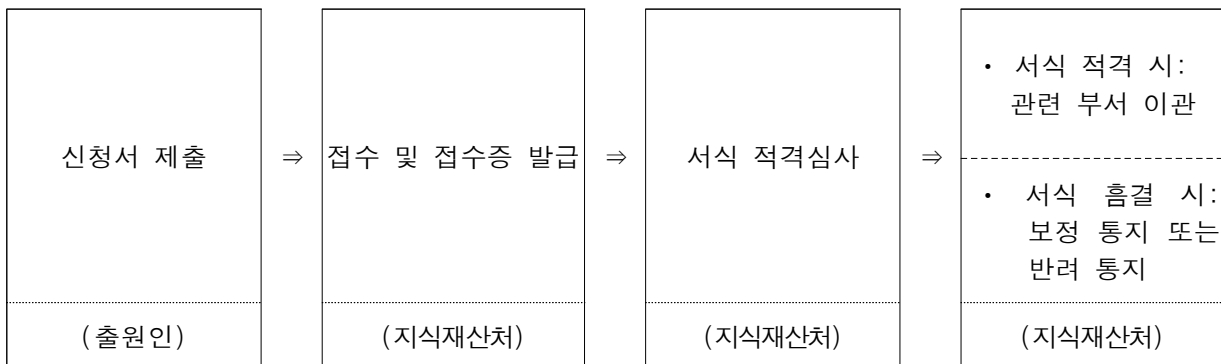 신청서 제출
⇒
접수 및 접수증 발급
⇒
서식 적격심사
⇒
• 서식 적격 시:
관련 부서 이관
• 서식 흠결 시:
보정 통지 또는
반려 통지
(출원인)
(지식재산처)
(지식재산처)
(지식재산처)